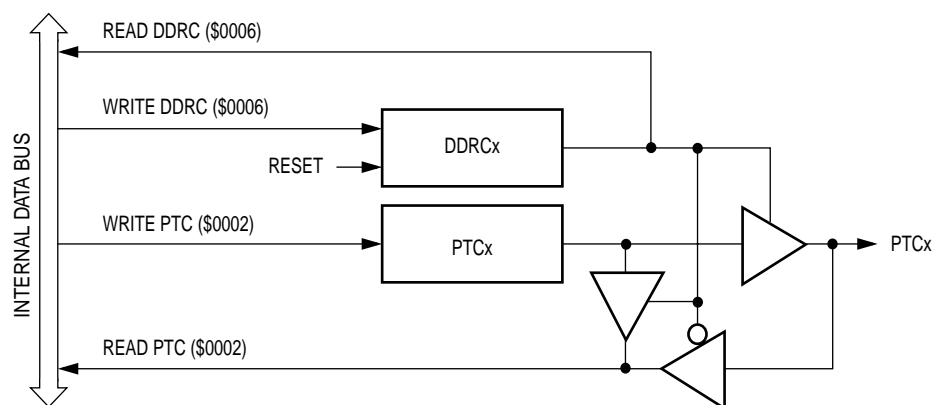 READ DDRC ($0006)
WRITE DDRC ($0006)
DDRCx
RESET
WRITE PTC ($0002)
PTCx
PTCx
READ PTC ($0002)
INTERNAL DATA BUS